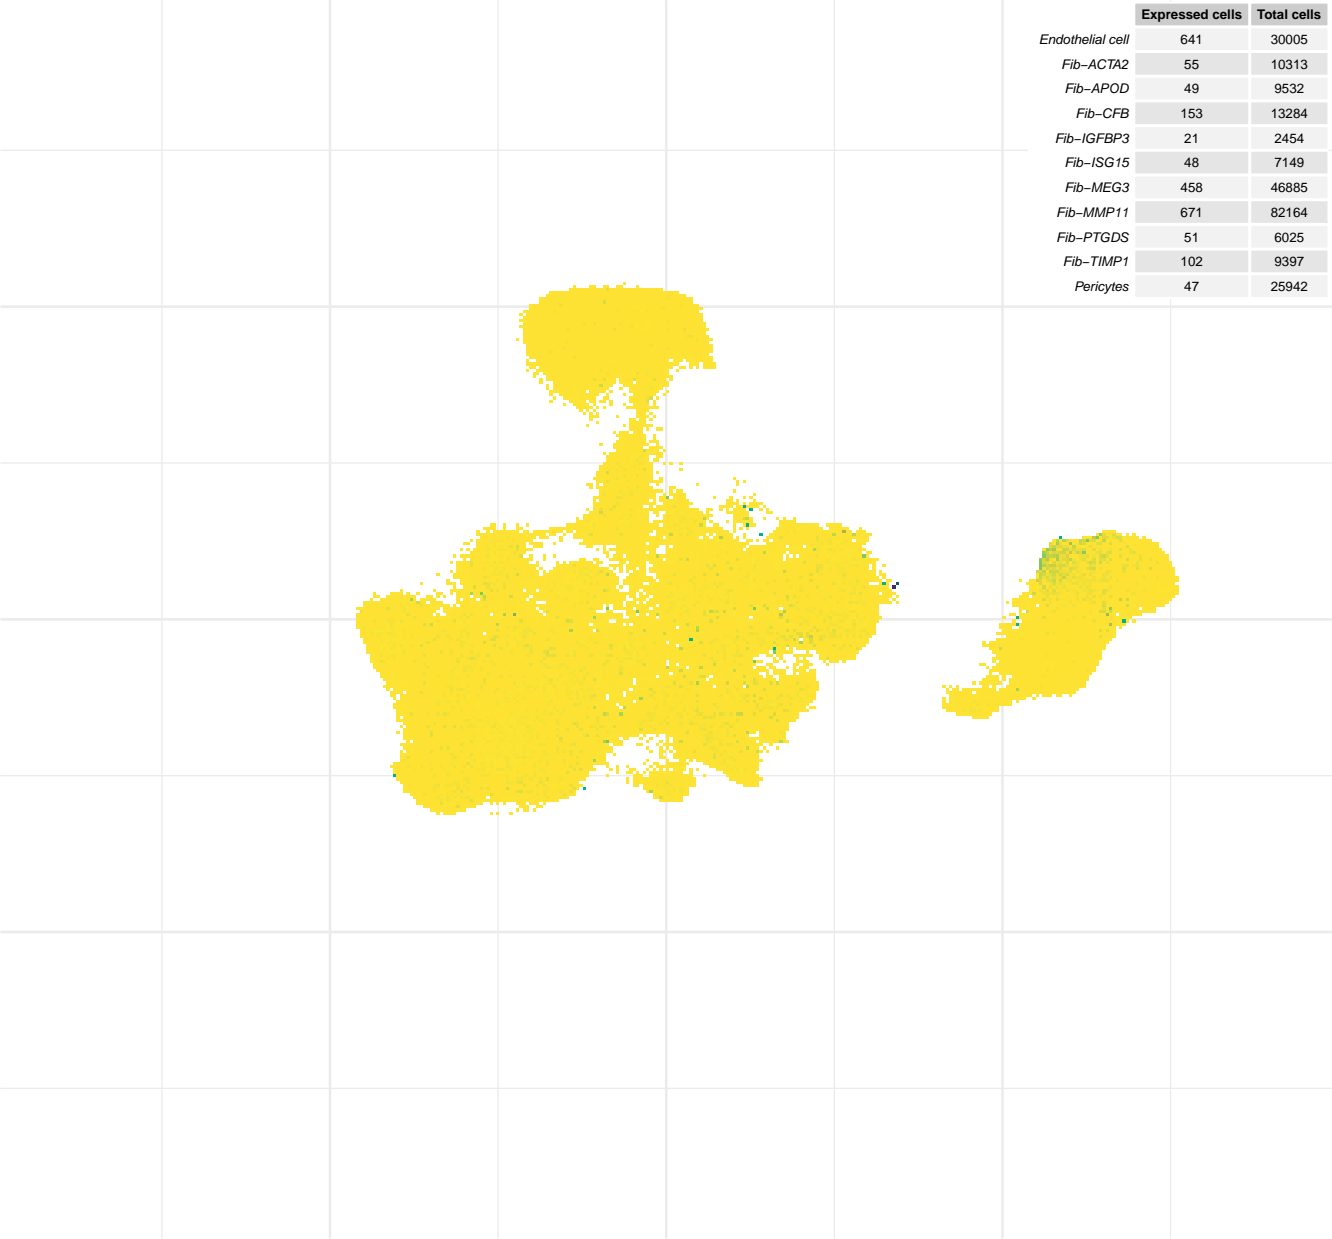 Expressed cells Total cells
Endothelial cell 641 30005
Fib−ACTA2 55 10313
Fib−APOD 49 9532
Fib−CFB 153 13284
Fib−IGFBP3 21 2454
Fib−ISG15 48 7149
Fib−MEG3 458 46885
Fib−MMP11 671 82164
Fib−PTGDS 51 6025
Fib−TIMP1 102 9397
Pericytes 47 25942